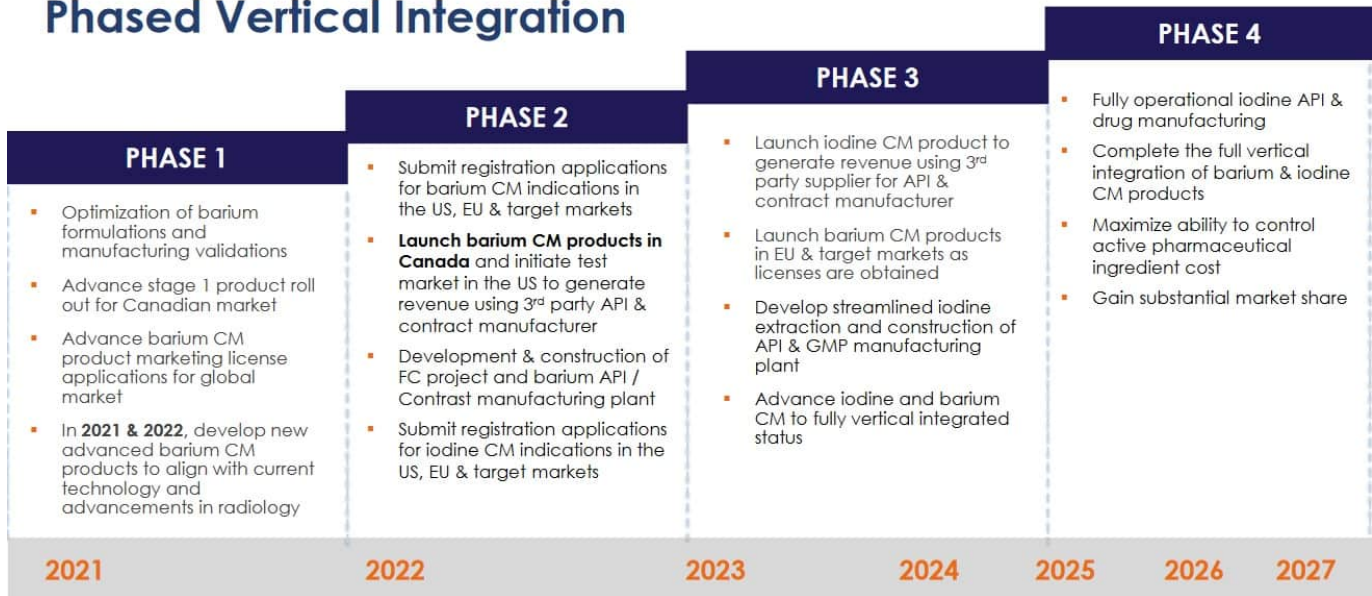 Phased Vertical Integration
PHASE 1
▪ Optimization of barium
formulations and
manufacturing validations
▪ Advance stage 1 product roll
out for Canadian market
▪ Advance barium CM
product marketing license
applications for global
market
▪ In 2021 & 2022, develop new
advanced barium CM
products to align with current
technology and
advancements in radiology
PHASE 2
▪ Submit registration applications
for barium CM indications in
the US, EU & target markets
▪ Launch barium CM products in
Canada and initiate test
market in the US to generate
revenue using 3rd party API &
contract manufacturer
▪ Development & construction of
FC project and barium API /
Contrast manufacturing plant
▪ Submit registration applications
for iodine CM indications in the
US, EU & target markets
PHASE 3
▪ Launch iodine CM product to
generate revenue using 3rd
party supplier for API &
contract manufacturer
▪ Launch barium CM products
in EU & target markets as
licenses are obtained
▪ Develop streamlined iodine
extraction and construction of
API & GMP manufacturing
plant
▪ Advance iodine and barium
CM to fully vertical integrated
status
PHASE 4
▪ Fully operational iodine API &
drug manufacturing
▪ Complete the full vertical
integration of barium & iodine
CM products
▪ Maximize ability to control
active pharmaceutical
ingredient cost
▪ Gain substantial market share
2021 2022 2023 2024 2025 2026 2027